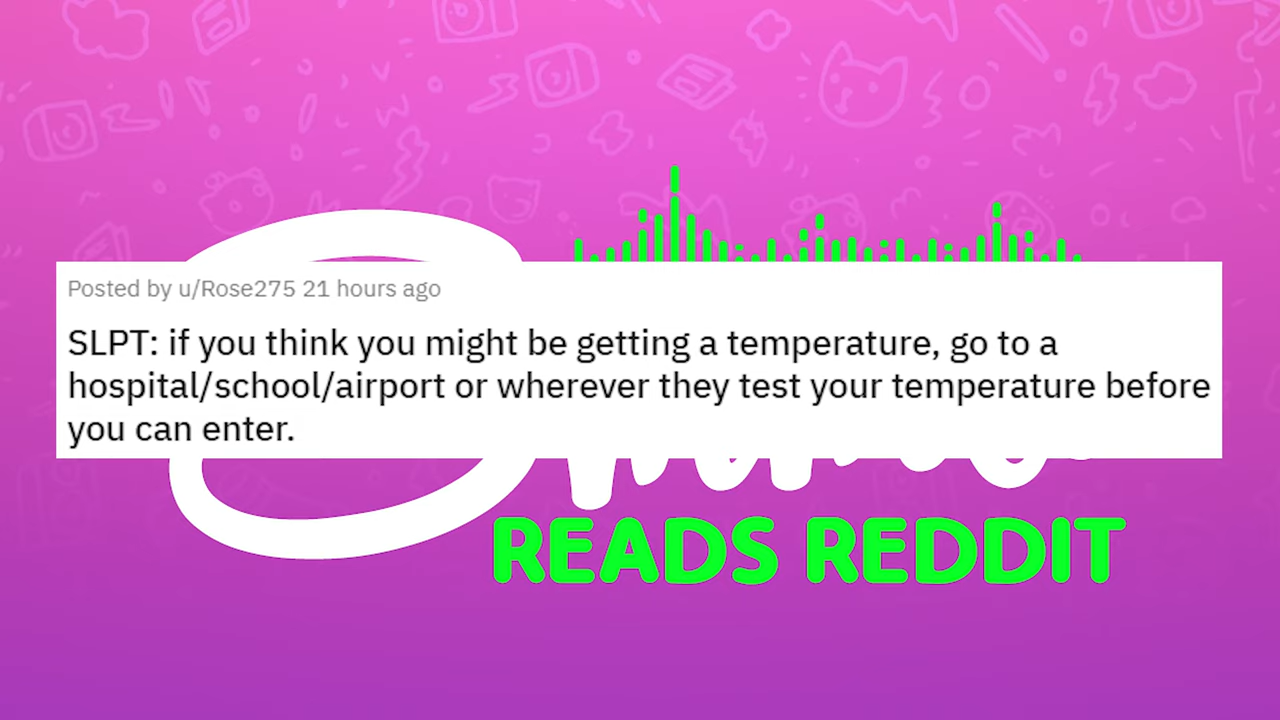 Posted by u/Rose275 21 hours ago
SLPT: if you think you might be getting a temperature, go to a
hospital/school/airport or wherever they test your temperature before
you can enter.
READS REDDIT